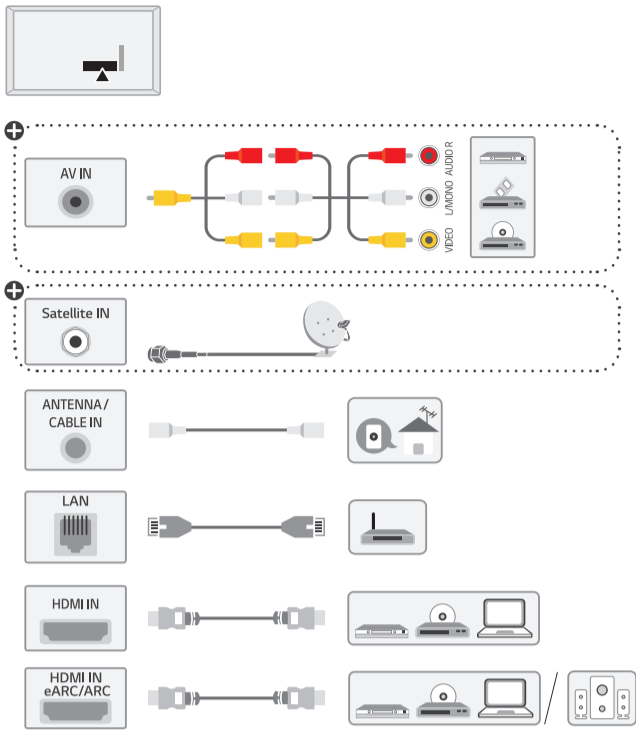 AV IN
AUDIO R
L/MONO
VIDEO
Satellite IN
ANTENNA /
CABLE IN
LAN
HDMI IN
HDMI IN
eARC/ARC